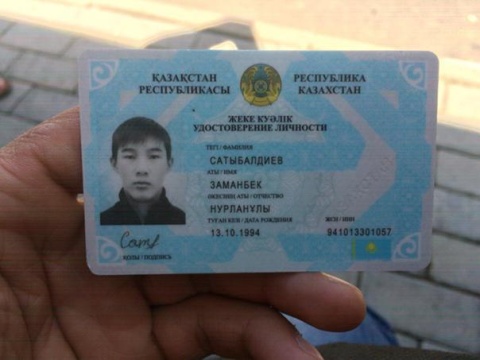 ҚАЗАҚСТАН РЕСПУБЛИКАСЫ
РЕСПУБЛИКА КАЗАХСТАН
ЖЕКЕ КУӘЛІК
УДОСТОВЕРЕНИЕ ЛИЧНОСТИ
ТЕГІ / ФАМИЛИЯ
САТЫБАЛДИЕВ
АТЫ / ИМЯ
ЗАМАНБЕК
ӘКЕСІНІҢ АТЫ / ОТЧЕСТВО
НУРЛАНҰЛЫ
ТУҒАН КҮНІ / ДАТА РОЖДЕНИЯ
ЖСН / ИИН
13.10.1994
941013301057
ҚОЛЫ / ПОДПИСЬ